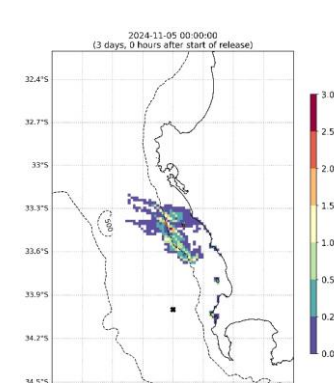 2024-11-05 00:00:00
(3 days, 0 hours after start of release)
32.4°S
32.7°S
33°S
33.3°S
33.6°S
33.9°S
34.2°S
34.5°S
500
3.0
2.5
2.0
1.5
1.0
0.5
0.2
0.0